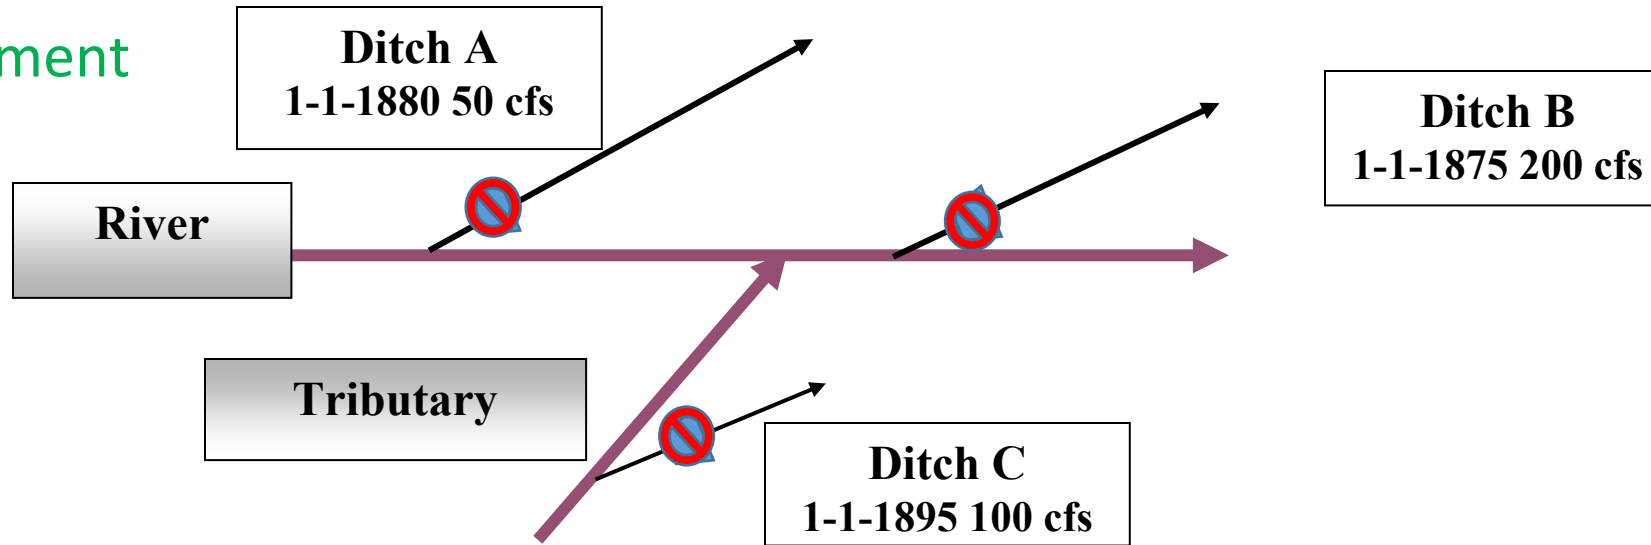 Ditch A
1-1-1880 50 cfs
Ditch B
1-1-1875 200 cfs
River
Tributary
Ditch C
1-1-1895 100 cfs